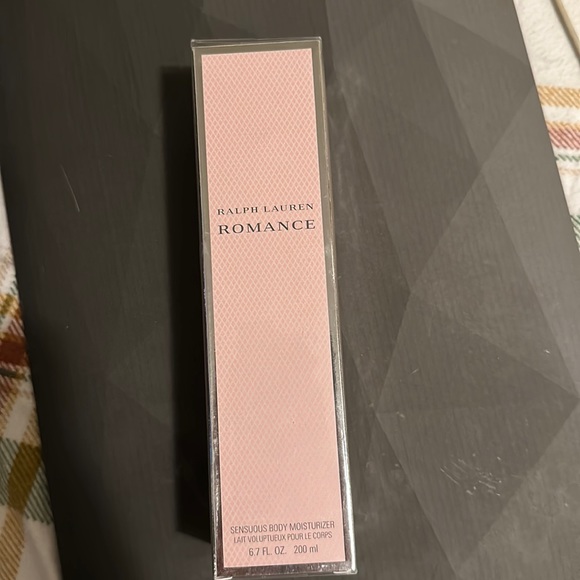 RALPH LAUREN
ROMANCE
SENSUOUS BODY MOISTURIZER
LAIT VOLUPTUEUX POUR LE CORPS
6.7 FL. OZ. 200 ml